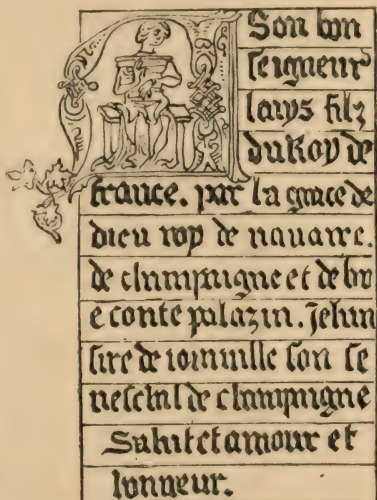 A Son bon
seigneur
looys filz
du Roy de
france. par la grace de
dieu roy de nauarre.
de champaigne et de bri
e conte palazin. Jehan
sire de ioinuille son se
neschal de champaigne
Salut et amour et
honneur.